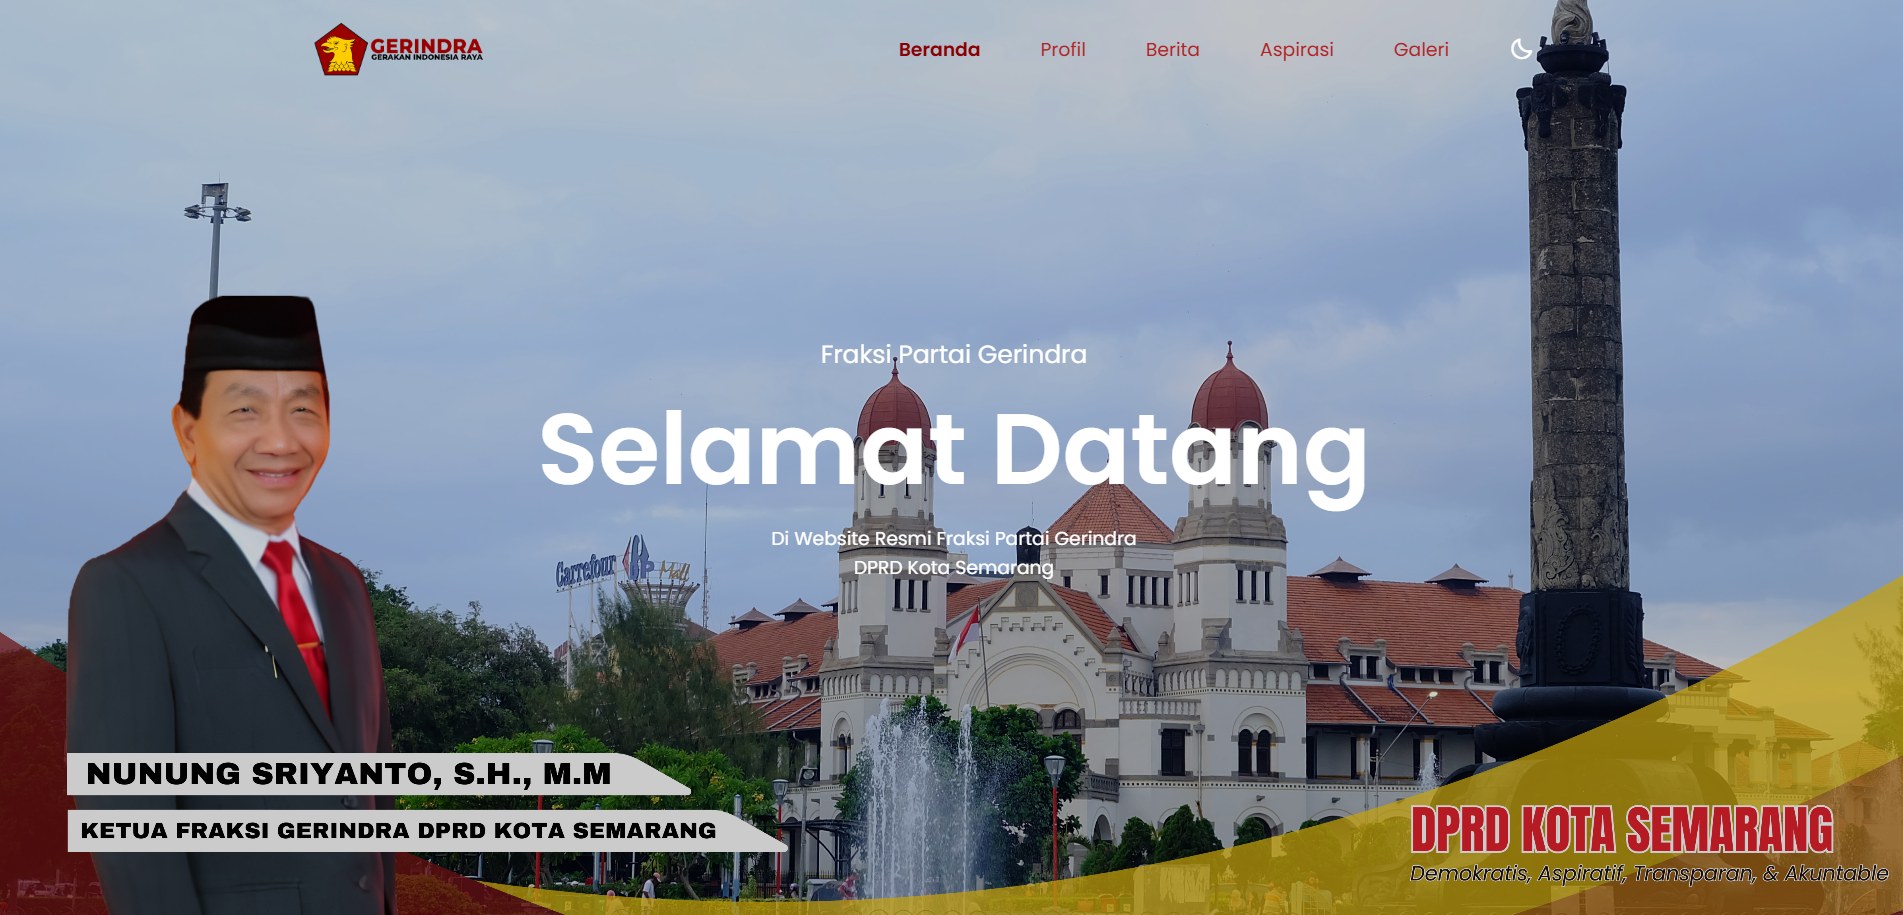 GERINDRA
GERAKAN INDONESIA RAYA
Beranda
Profil
Berita
Aspirasi
Galeri
Fraksi Partai Gerindra
Selamat Datang
Di Website Resmi Fraksi Partai Gerindra
DPRD Kota Semarang
Carrefour
Mall
NUNUNG SRIYANTO, S.H., M.M
KETUA FRAKSI GERINDRA DPRD KOTA SEMARANG
DPRD KOTA SEMARANG
Demokratis, Aspiratif, Transparan, & Akuntable